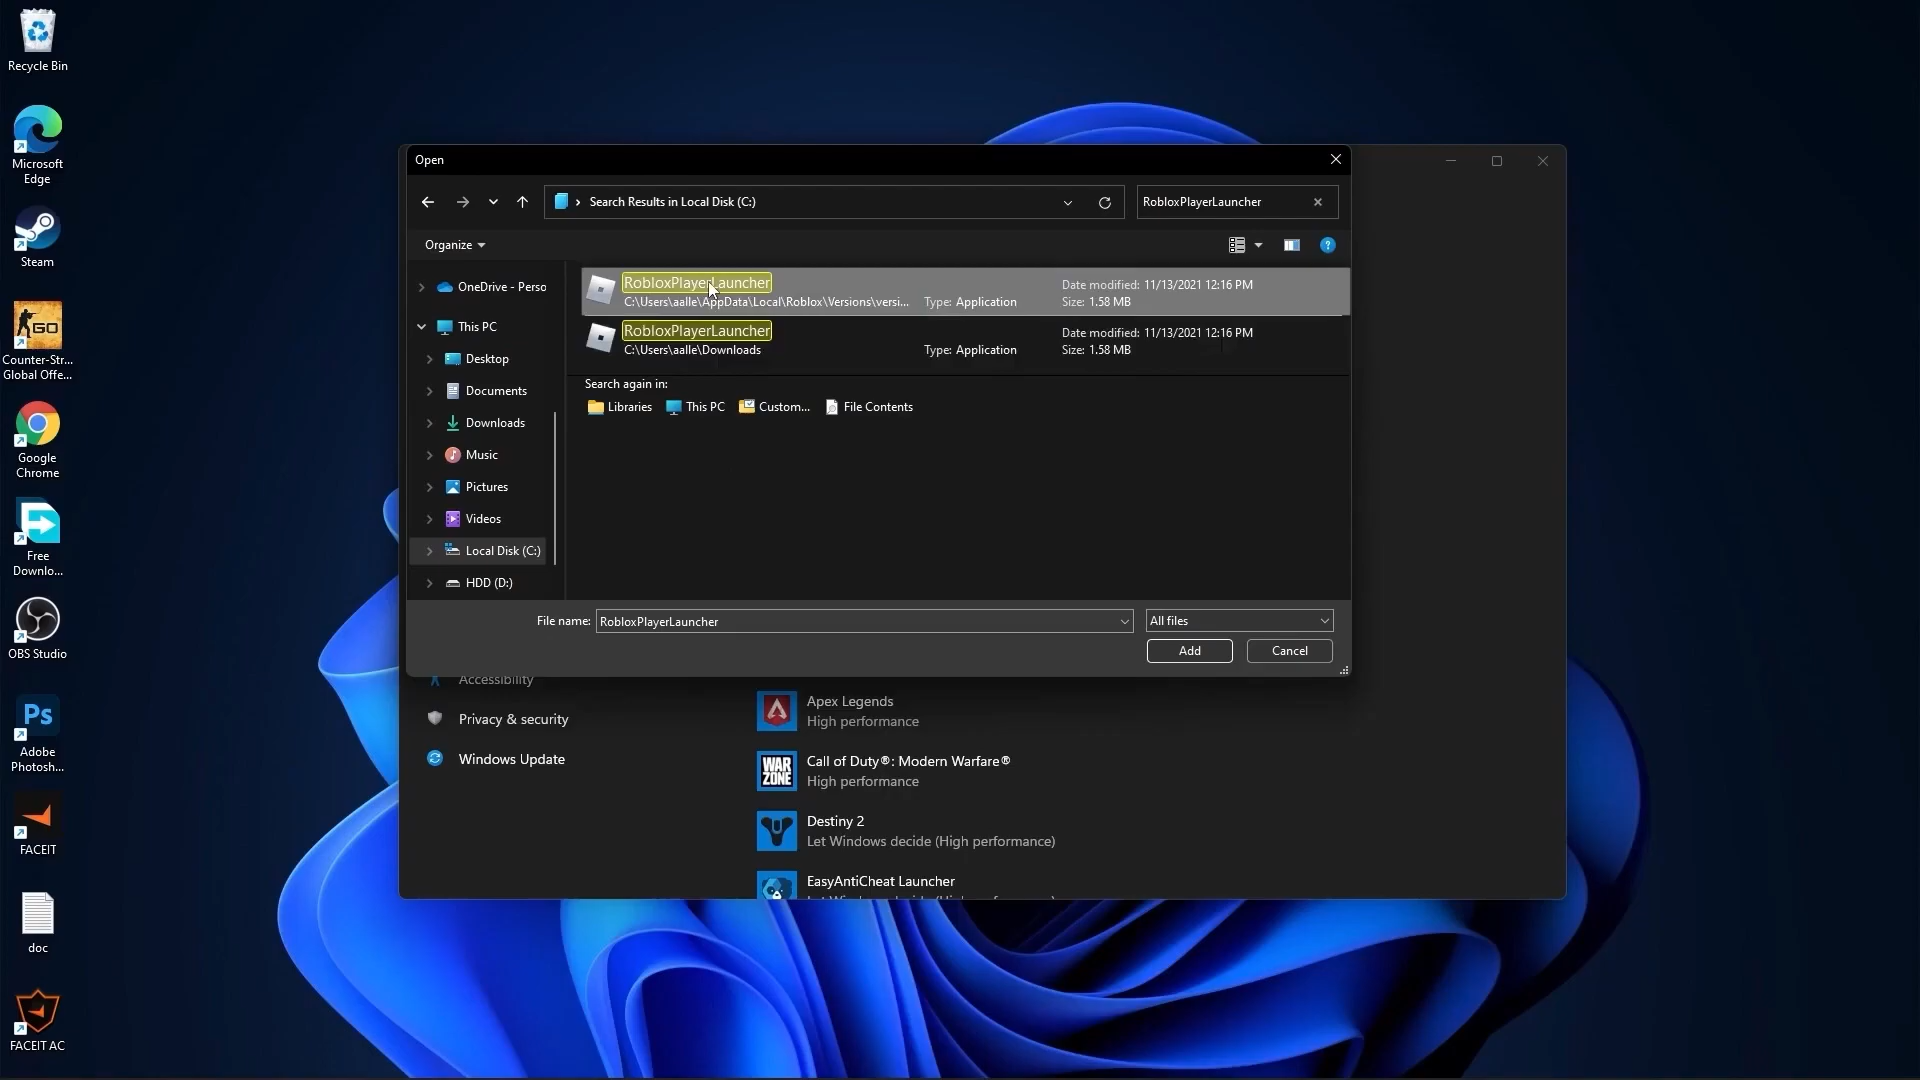 Recycle Bin
Microsoft
Edge
Steam
Counter-Str...
Global Offe...
Google
Chrome
Free
Downlo...
OBS Studio
Ps
Adobe
Photosh...
FACEIT
doc
FACEIT AC
Open
Search Results in Local Disk (C:)
RobloxPlayerLauncher
Organize
OneDrive - Perso
This PC
Desktop
Documents
Downloads
Music
Pictures
Videos
Local Disk (C:)
HDD (D:)
RobloxPlayerLauncher
Date modified: 11/13/2021 12:16 PM
C:\Users\aalle\AppData\Local\Roblox\Versions\versi...
Type: Application
Size: 1.58 MB
RobloxPlayerLauncher
Date modified: 11/13/2021 12:16 PM
C:\Users\aalle\Downloads
Type: Application
Size: 1.58 MB
Search again in:
Libraries
This PC
Custom...
File Contents
File name:
RobloxPlayerLauncher
All files
Add
Cancel
Accessibility
Privacy & security
Windows Update
Apex Legends
High performance
WAR
ZONE
Call of Duty®: Modern Warfare®
High performance
Destiny 2
Let Windows decide (High performance)
EasyAntiCheat Launcher